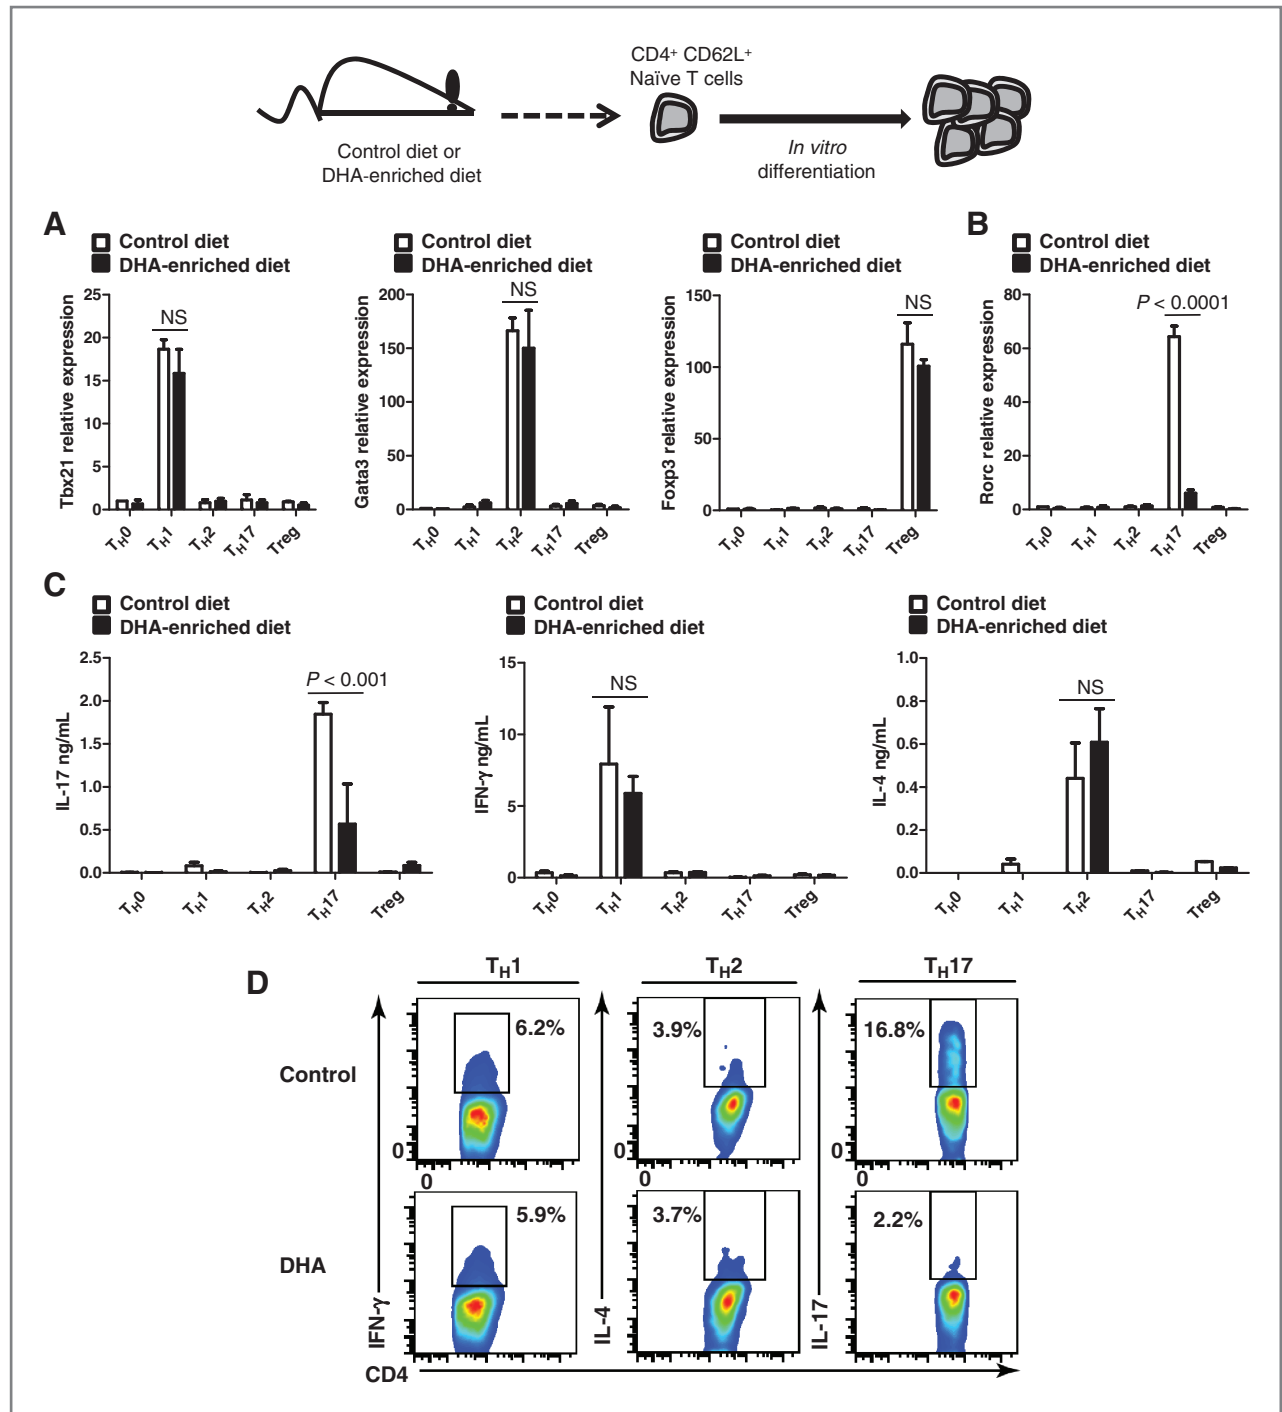 CD4+ CD62L+
Naïve T cells
Control diet or
DHA-enriched diet
In vitro
differentiation
A
Control diet
DHA-enriched diet
Tbx21 relative expression
25
20
15
10
5
0
NS
TH0
TH1
TH2
TH17
Treg
Control diet
DHA-enriched diet
Gata3 relative expression
200
150
100
50
0
NS
TH0
TH1
TH2
TH17
Treg
Control diet
DHA-enriched diet
Foxp3 relative expression
150
100
50
0
NS
TH0
TH1
TH2
TH17
Treg
B
Control diet
DHA-enriched diet
Rorc relative expression
80
60
40
20
0
P < 0.0001
TH0
TH1
TH2
TH17
Treg
C
Control diet
DHA-enriched diet
IL-17 ng/mL
2.5
2.0
1.5
1.0
0.5
0.0
P < 0.001
TH0
TH1
TH2
TH17
Treg
Control diet
DHA-enriched diet
IFN-γ ng/mL
15
10
5
0
NS
TH0
TH1
TH2
TH17
Treg
Control diet
DHA-enriched diet
IL-4 ng/mL
1.0
0.8
0.6
0.4
0.2
0.0
NS
TH0
TH1
TH2
TH17
Treg
D
TH1
TH2
TH17
Control
6.2%
3.9%
16.8%
0
0
0
0
0
0
DHA
5.9%
3.7%
2.2%
IFN-γ
IL-4
IL-17
CD4